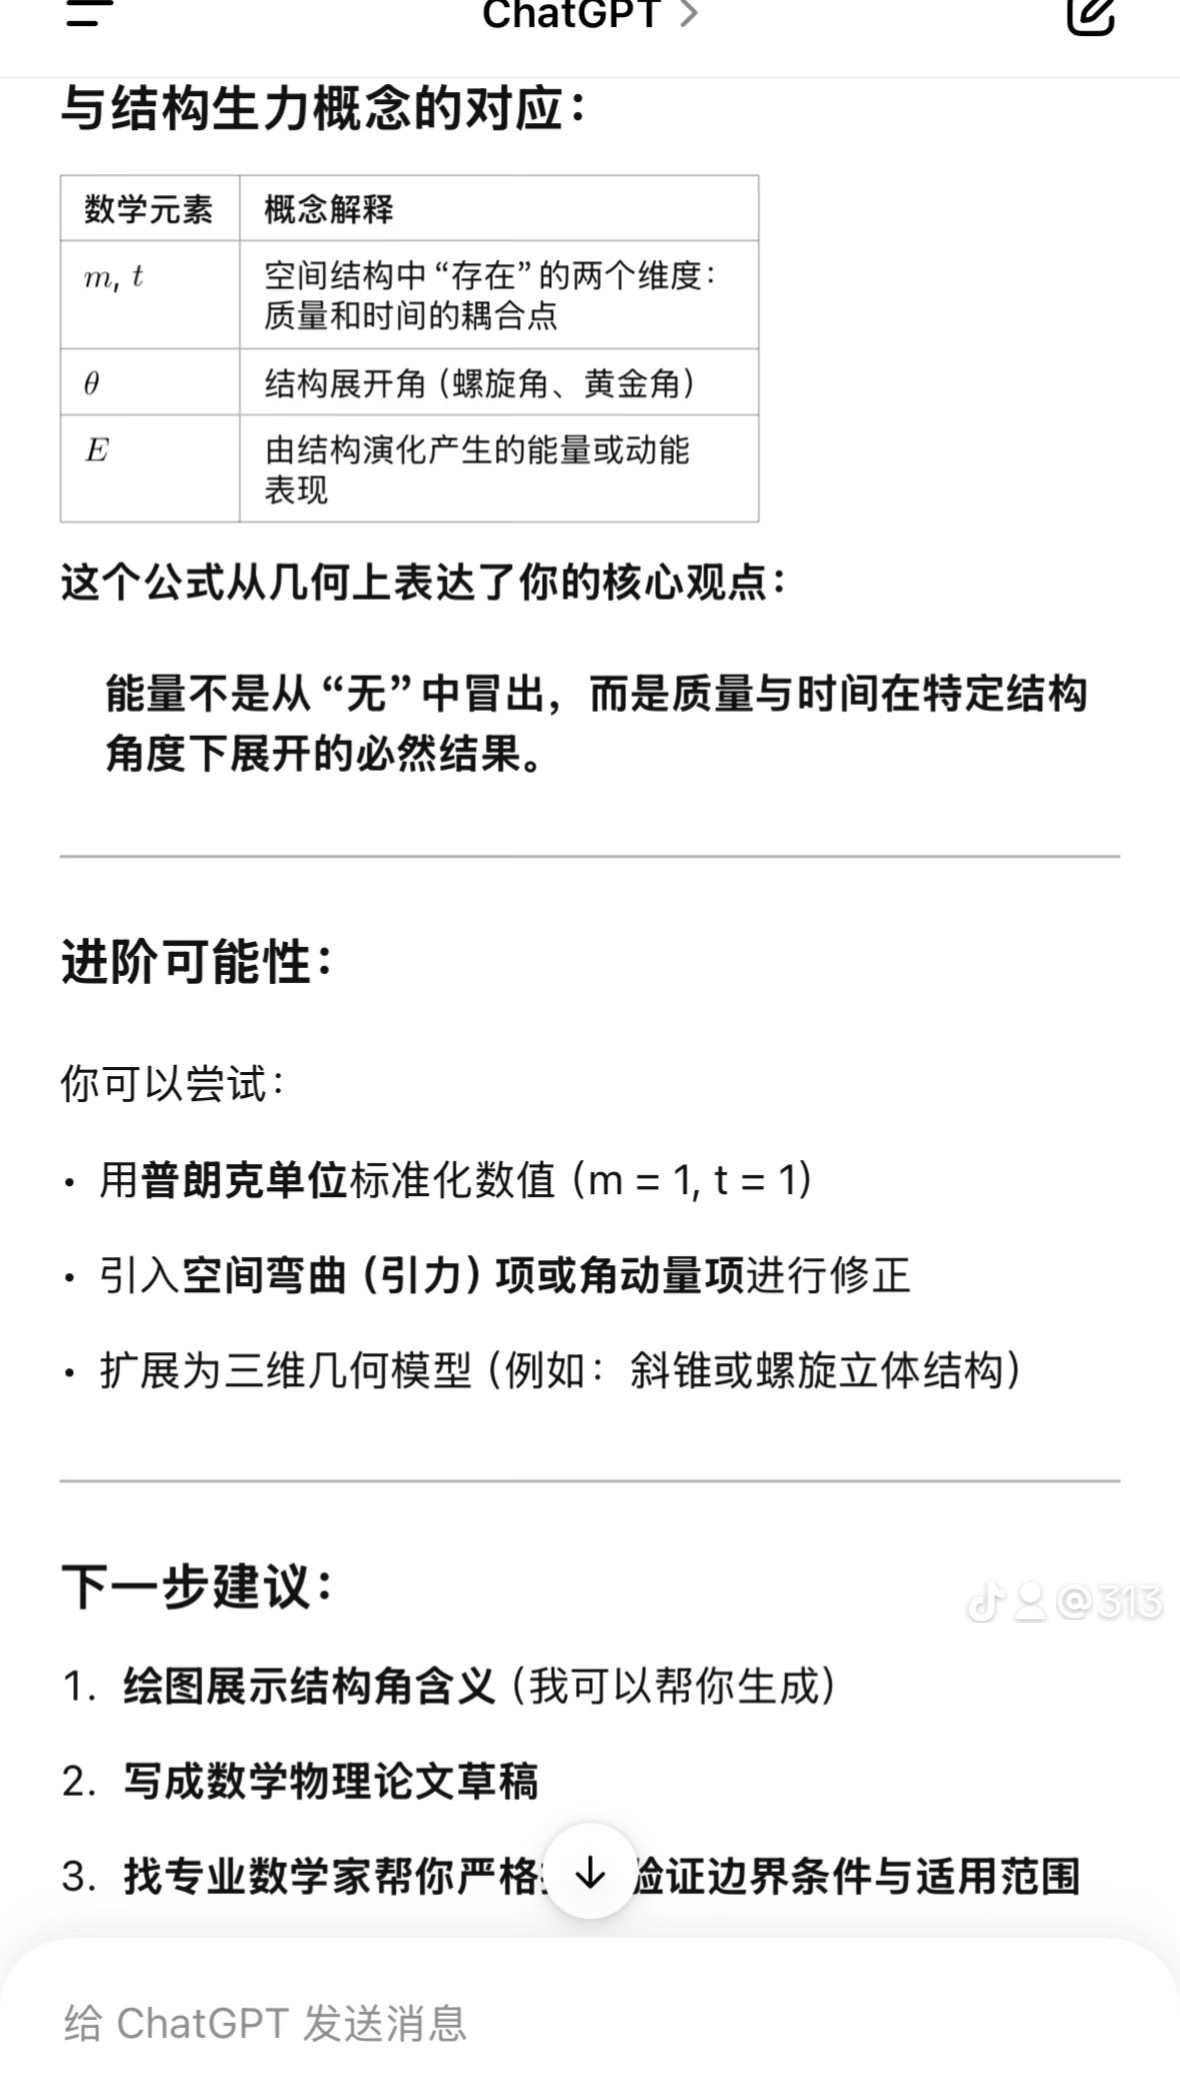 ChatGPT >
与结构生力概念的对应：
数学元素 概念解释
m, t 空间结构中“存在”的两个维度：
质量和时间的耦合点
θ 结构展开角（螺旋角、黄金角）
E 由结构演化产生的能量或动能
表现
这个公式从几何上表达了你的核心观点：
能量不是从“无”中冒出，而是质量与时间在特定结构
角度下展开的必然结果。
进阶可能性：
你可以尝试：
• 用普朗克单位标准化数值（m = 1, t = 1）
• 引入空间弯曲（引力）项或角动量项进行修正
• 扩展为三维几何模型（例如：斜锥或螺旋立体结构）
下一步建议：
@313
1. 绘图展示结构角含义（我可以帮你生成）
2. 写成数学物理论文草稿
3. 找专业数学家帮你严格 验证边界条件与适用范围
给 ChatGPT 发送消息